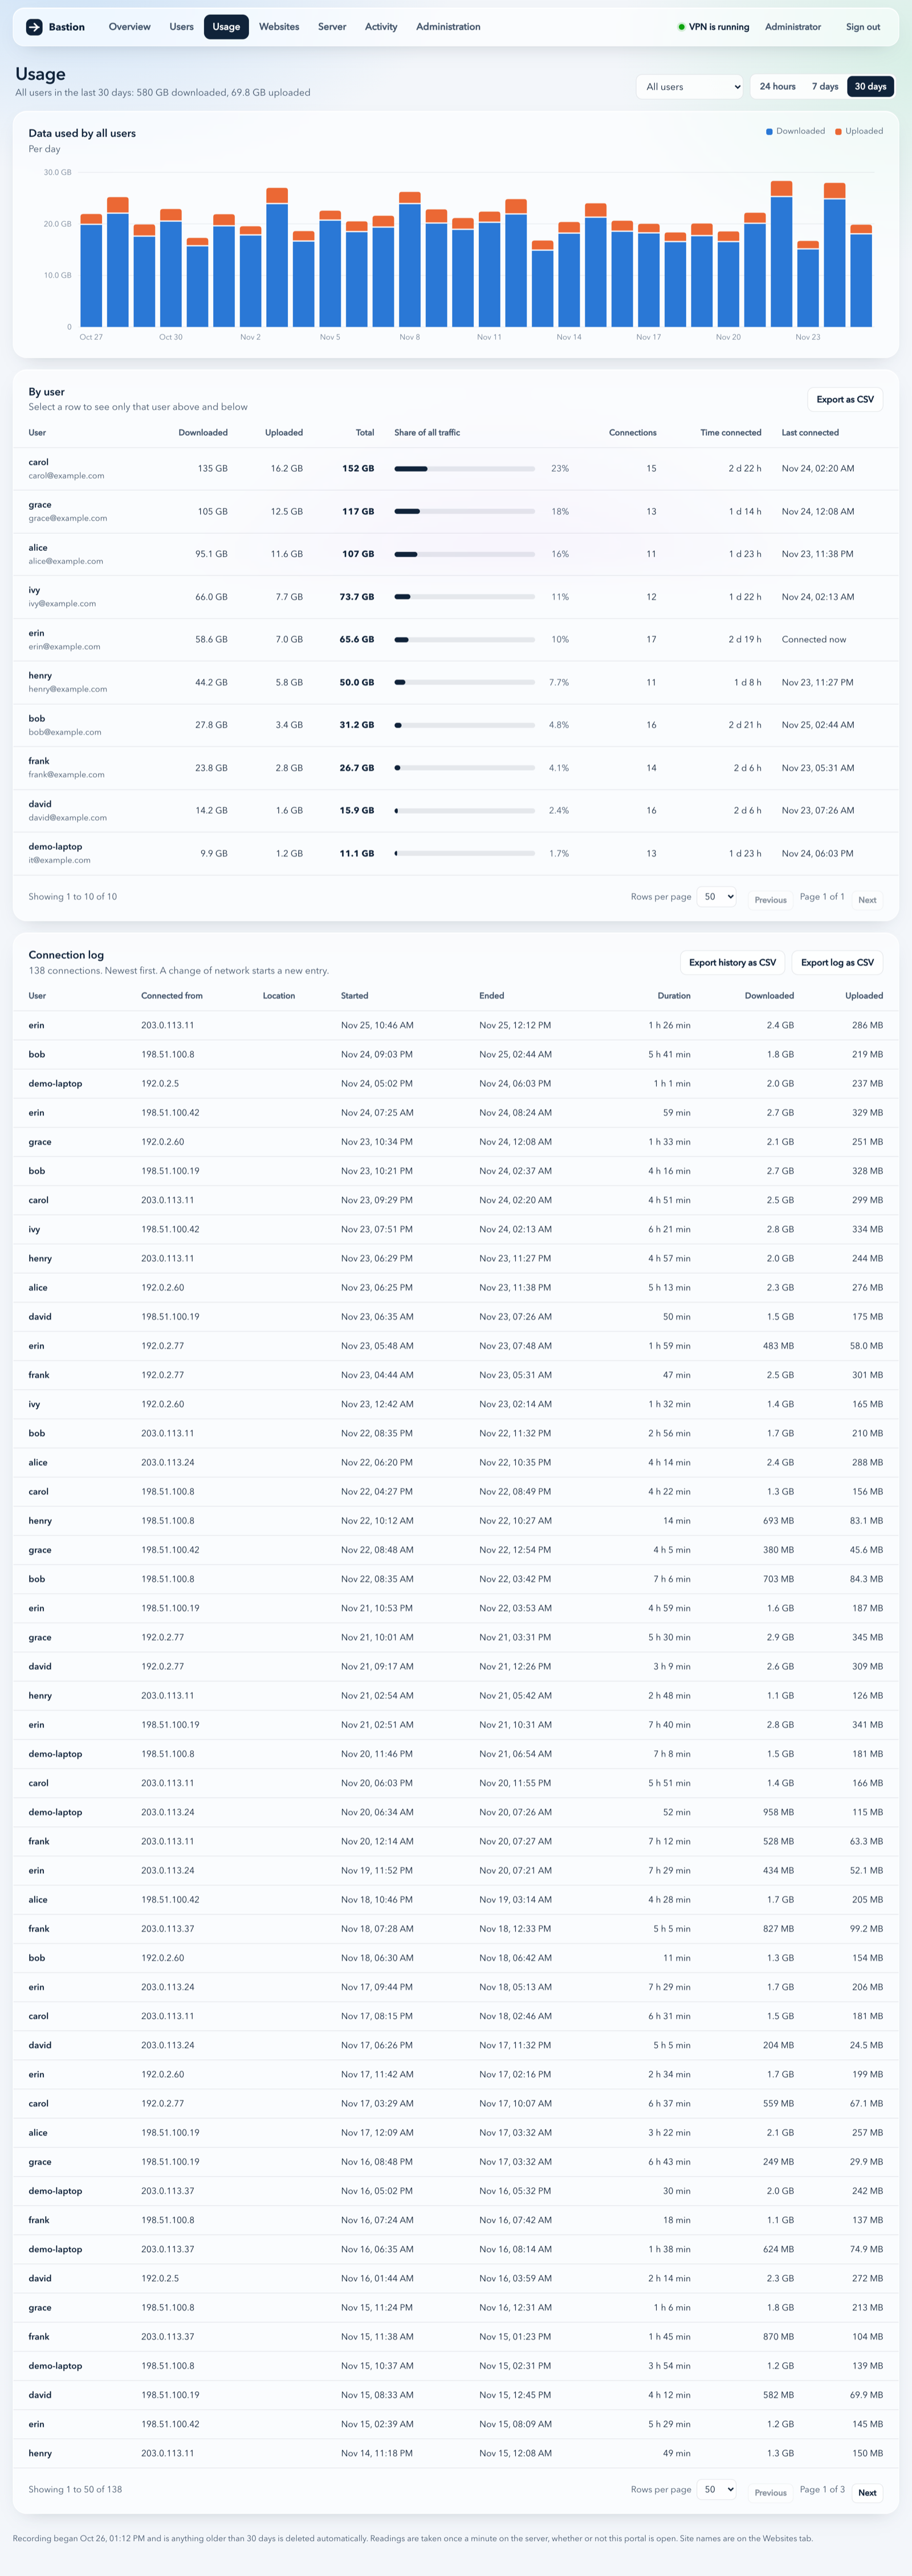 Bastion Overview Users Usage Websites Server Activity Administration VPN is running Administrator Sign out
Usage
All users in the last 30 days: 580 GB downloaded, 69.8 GB uploaded
All users 24 hours 7 days 30 days
Data used by all users
Per day
Downloaded Uploaded
30.0 GB
20.0 GB
10.0 GB
0
Oct 27 Oct 30 Nov 2 Nov 5 Nov 8 Nov 11 Nov 14 Nov 17 Nov 20 Nov 23
By user
Select a row to see only that user above and below
Export as CSV
User Downloaded Uploaded Total Share of all traffic Connections Time connected Last connected
carol
carol@example.com
135 GB 16.2 GB 152 GB 23% 15 2 d 22 h Nov 24, 02:20 AM
grace
grace@example.com
105 GB 12.5 GB 117 GB 18% 13 1 d 14 h Nov 24, 12:08 AM
alice
alice@example.com
95.1 GB 11.6 GB 107 GB 16% 11 1 d 23 h Nov 23, 11:38 PM
ivy
ivy@example.com
66.0 GB 7.7 GB 73.7 GB 11% 12 1 d 22 h Nov 24, 02:13 AM
erin
erin@example.com
58.6 GB 7.0 GB 65.6 GB 10% 17 2 d 19 h Connected now
henry
henry@example.com
44.2 GB 5.8 GB 50.0 GB 7.7% 11 1 d 8 h Nov 23, 11:27 PM
bob
bob@example.com
27.8 GB 3.4 GB 31.2 GB 4.8% 16 2 d 21 h Nov 25, 02:44 AM
frank
frank@example.com
23.8 GB 2.8 GB 26.7 GB 4.1% 14 2 d 6 h Nov 23, 05:31 AM
david
david@example.com
14.2 GB 1.6 GB 15.9 GB 2.4% 16 2 d 6 h Nov 23, 07:26 AM
demo-laptop
it@example.com
9.9 GB 1.2 GB 11.1 GB 1.7% 13 1 d 23 h Nov 24, 06:03 PM
Showing 1 to 10 of 10 Rows per page 50 Previous Page 1 of 1 Next
Connection log
138 connections. Newest first. A change of network starts a new entry.
Export history as CSV Export log as CSV
User Connected from Location Started Ended Duration Downloaded Uploaded
erin 203.0.113.11 Nov 25, 10:46 AM Nov 25, 12:12 PM 1 h 26 min 2.4 GB 286 MB
bob 198.51.100.8 Nov 24, 09:03 PM Nov 25, 02:44 AM 5 h 41 min 1.8 GB 219 MB
demo-laptop 192.0.2.5 Nov 24, 05:02 PM Nov 24, 06:03 PM 1 h 1 min 2.0 GB 237 MB
erin 198.51.100.42 Nov 24, 07:25 AM Nov 24, 08:24 AM 59 min 2.7 GB 329 MB
grace 192.0.2.60 Nov 23, 10:34 PM Nov 24, 12:08 AM 1 h 33 min 2.1 GB 251 MB
bob 198.51.100.19 Nov 23, 10:21 PM Nov 24, 02:37 AM 4 h 16 min 2.7 GB 328 MB
carol 203.0.113.11 Nov 23, 09:29 PM Nov 24, 02:20 AM 4 h 51 min 2.5 GB 299 MB
ivy 198.51.100.42 Nov 23, 07:51 PM Nov 24, 02:13 AM 6 h 21 min 2.8 GB 334 MB
henry 203.0.113.11 Nov 23, 06:29 PM Nov 23, 11:27 PM 4 h 57 min 2.0 GB 244 MB
alice 192.0.2.60 Nov 23, 06:25 PM Nov 23, 11:38 PM 5 h 13 min 2.3 GB 276 MB
david 198.51.100.19 Nov 23, 06:35 AM Nov 23, 07:26 AM 50 min 1.5 GB 175 MB
erin 192.0.2.77 Nov 23, 05:48 AM Nov 23, 07:48 AM 1 h 59 min 483 MB 58.0 MB
frank 192.0.2.77 Nov 23, 04:44 AM Nov 23, 05:31 AM 47 min 2.5 GB 301 MB
ivy 192.0.2.60 Nov 23, 12:42 AM Nov 23, 02:14 AM 1 h 32 min 1.4 GB 165 MB
bob 203.0.113.11 Nov 22, 08:35 PM Nov 22, 11:32 PM 2 h 56 min 1.7 GB 210 MB
alice 203.0.113.24 Nov 22, 06:20 PM Nov 22, 10:35 PM 4 h 14 min 2.4 GB 288 MB
carol 198.51.100.8 Nov 22, 04:27 PM Nov 22, 08:49 PM 4 h 22 min 1.3 GB 156 MB
henry 198.51.100.8 Nov 22, 10:12 AM Nov 22, 10:27 AM 14 min 693 MB 83.1 MB
grace 198.51.100.42 Nov 22, 08:48 AM Nov 22, 12:54 PM 4 h 5 min 380 MB 45.6 MB
bob 198.51.100.8 Nov 22, 08:35 AM Nov 22, 03:42 PM 7 h 6 min 703 MB 84.3 MB
erin 198.51.100.19 Nov 21, 10:53 PM Nov 22, 03:53 AM 4 h 59 min 1.6 GB 187 MB
grace 192.0.2.77 Nov 21, 10:01 AM Nov 21, 03:31 PM 5 h 30 min 2.9 GB 345 MB
david 192.0.2.77 Nov 21, 09:17 AM Nov 21, 12:26 PM 3 h 9 min 2.6 GB 309 MB
henry 203.0.113.11 Nov 21, 02:54 AM Nov 21, 05:42 AM 2 h 48 min 1.1 GB 126 MB
erin 198.51.100.19 Nov 21, 02:51 AM Nov 21, 10:31 AM 7 h 40 min 2.8 GB 341 MB
demo-laptop 198.51.100.8 Nov 20, 11:46 PM Nov 21, 06:54 AM 7 h 8 min 1.5 GB 181 MB
carol 203.0.113.11 Nov 20, 06:03 PM Nov 20, 11:55 PM 5 h 51 min 1.4 GB 166 MB
demo-laptop 203.0.113.24 Nov 20, 06:34 AM Nov 20, 07:26 AM 52 min 958 MB 115 MB
frank 203.0.113.11 Nov 20, 12:14 AM Nov 20, 07:27 AM 7 h 12 min 528 MB 63.3 MB
erin 203.0.113.24 Nov 19, 11:52 PM Nov 20, 07:21 AM 7 h 29 min 434 MB 52.1 MB
alice 198.51.100.42 Nov 18, 10:46 PM Nov 19, 03:14 AM 4 h 28 min 1.7 GB 205 MB
frank 203.0.113.37 Nov 18, 07:28 AM Nov 18, 12:33 PM 5 h 5 min 827 MB 99.2 MB
bob 192.0.2.60 Nov 18, 06:30 AM Nov 18, 06:42 AM 11 min 1.3 GB 154 MB
erin 203.0.113.24 Nov 17, 09:44 PM Nov 18, 05:13 AM 7 h 29 min 1.7 GB 206 MB
carol 203.0.113.11 Nov 17, 08:15 PM Nov 18, 02:46 AM 6 h 31 min 1.5 GB 181 MB
david 203.0.113.24 Nov 17, 06:26 PM Nov 17, 11:32 PM 5 h 5 min 204 MB 24.5 MB
erin 192.0.2.60 Nov 17, 11:42 AM Nov 17, 02:16 PM 2 h 34 min 1.7 GB 199 MB
carol 192.0.2.77 Nov 17, 03:29 AM Nov 17, 10:07 AM 6 h 37 min 559 MB 67.1 MB
alice 198.51.100.19 Nov 17, 12:09 AM Nov 17, 03:32 AM 3 h 22 min 2.1 GB 257 MB
grace 198.51.100.19 Nov 16, 08:48 PM Nov 17, 03:32 AM 6 h 43 min 249 MB 29.9 MB
demo-laptop 203.0.113.37 Nov 16, 05:02 PM Nov 16, 05:32 PM 30 min 2.0 GB 242 MB
frank 198.51.100.8 Nov 16, 07:24 AM Nov 16, 07:42 AM 18 min 1.1 GB 137 MB
demo-laptop 203.0.113.37 Nov 16, 06:35 AM Nov 16, 08:14 AM 1 h 38 min 624 MB 74.9 MB
david 192.0.2.5 Nov 16, 01:44 AM Nov 16, 03:59 AM 2 h 14 min 2.3 GB 272 MB
grace 198.51.100.8 Nov 15, 11:24 PM Nov 16, 12:31 AM 1 h 6 min 1.8 GB 213 MB
frank 203.0.113.37 Nov 15, 11:38 AM Nov 15, 01:23 PM 1 h 45 min 870 MB 104 MB
demo-laptop 198.51.100.8 Nov 15, 10:37 AM Nov 15, 02:31 PM 3 h 54 min 1.2 GB 139 MB
david 198.51.100.19 Nov 15, 08:33 AM Nov 15, 12:45 PM 4 h 12 min 582 MB 69.9 MB
erin 198.51.100.42 Nov 15, 02:39 AM Nov 15, 08:09 AM 5 h 29 min 1.2 GB 145 MB
henry 203.0.113.11 Nov 14, 11:18 PM Nov 15, 12:08 AM 49 min 1.3 GB 150 MB
Showing 1 to 50 of 138 Rows per page 50 Previous Page 1 of 3 Next
Recording began Oct 26, 01:12 PM and is anything older than 30 days is deleted automatically. Readings are taken once a minute on the server, whether or not this portal is open. Site names are on the Websites tab.